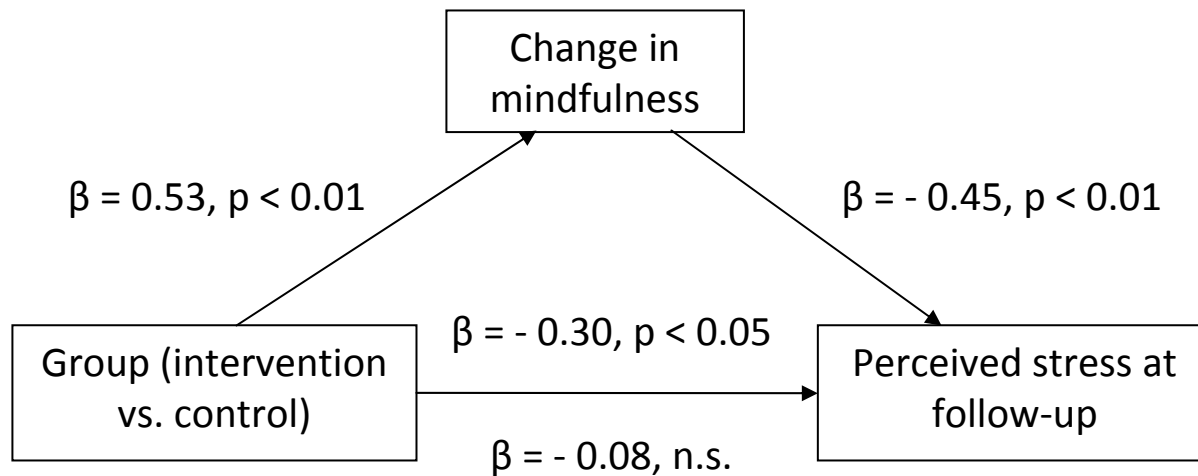 Change in
mindfulness
β = 0.53, p < 0.01
β = - 0.45, p < 0.01
Group (intervention
vs. control)
β = - 0.30, p < 0.05
Perceived stress at
follow-up
β = - 0.08, n.s.